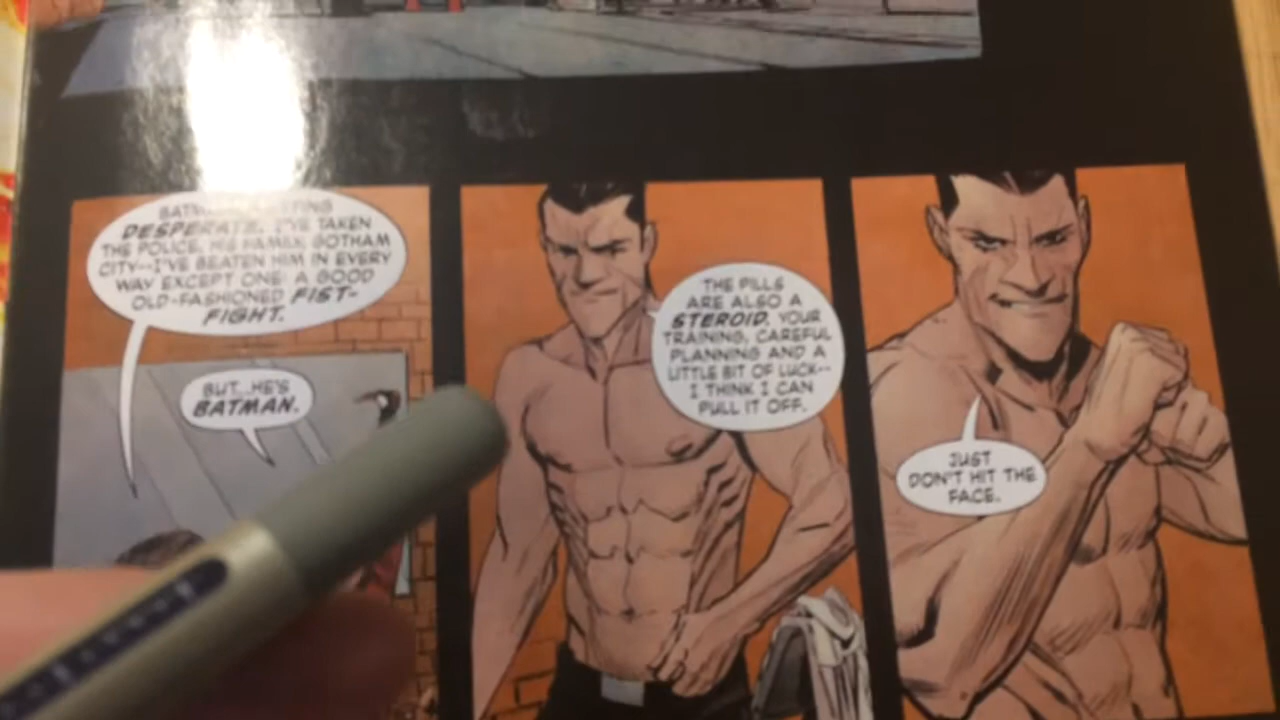 DESPERATE. I'VE TAKEN
THE POLICE, HIS FAMILY, GOTHAM
CITY--I'VE BEATEN HIM IN EVERY
WAY EXCEPT ONE: A GOOD
OLD-FASHIONED FIST-
FIGHT.
BUT...HE'S
BATMAN.
THE PILLS
ARE ALSO A
STEROID. YOUR
TRAINING, CAREFUL
PLANNING AND A
LITTLE BIT OF LUCK--
I THINK I CAN
PULL IT OFF.
JUST
DON'T HIT THE
FACE.